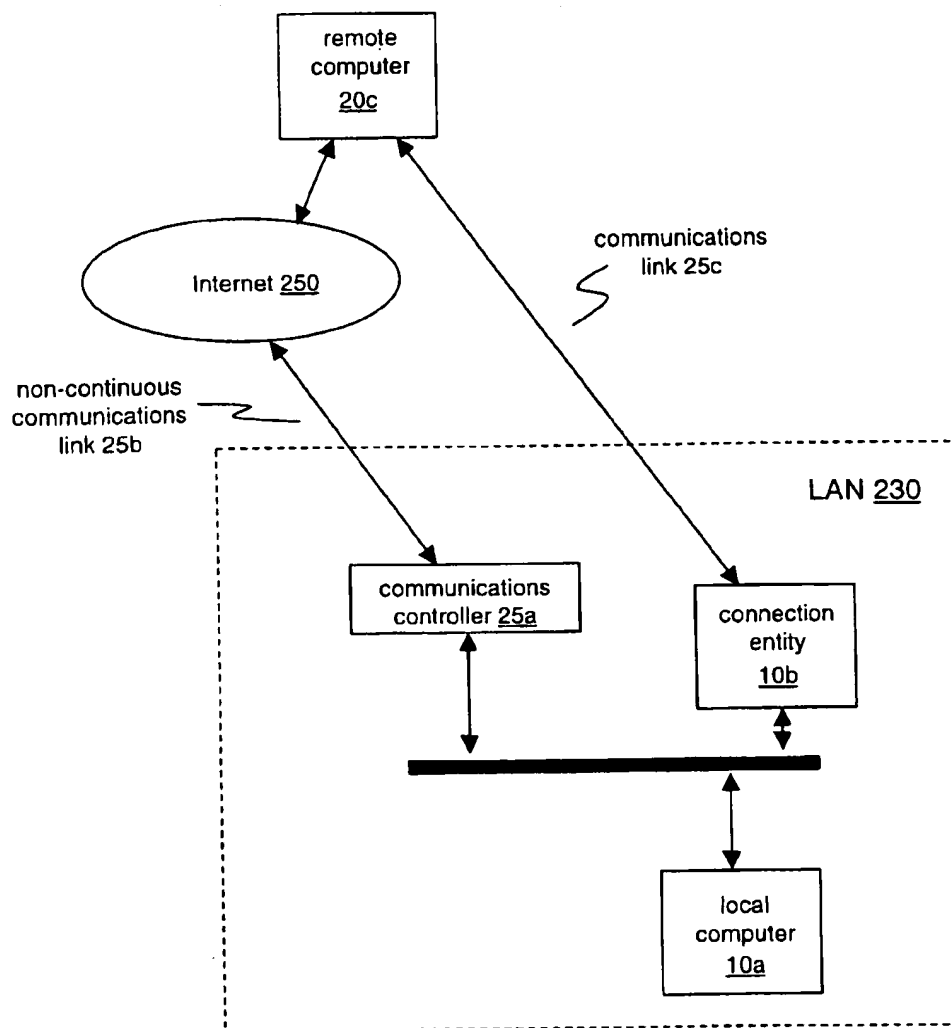 remote
computer
20c
communications
link 25c
Internet 250
non-continuous
communications
link 25b
LAN 230
communications
controller 25a
connection
entity
10b
local
computer
10a